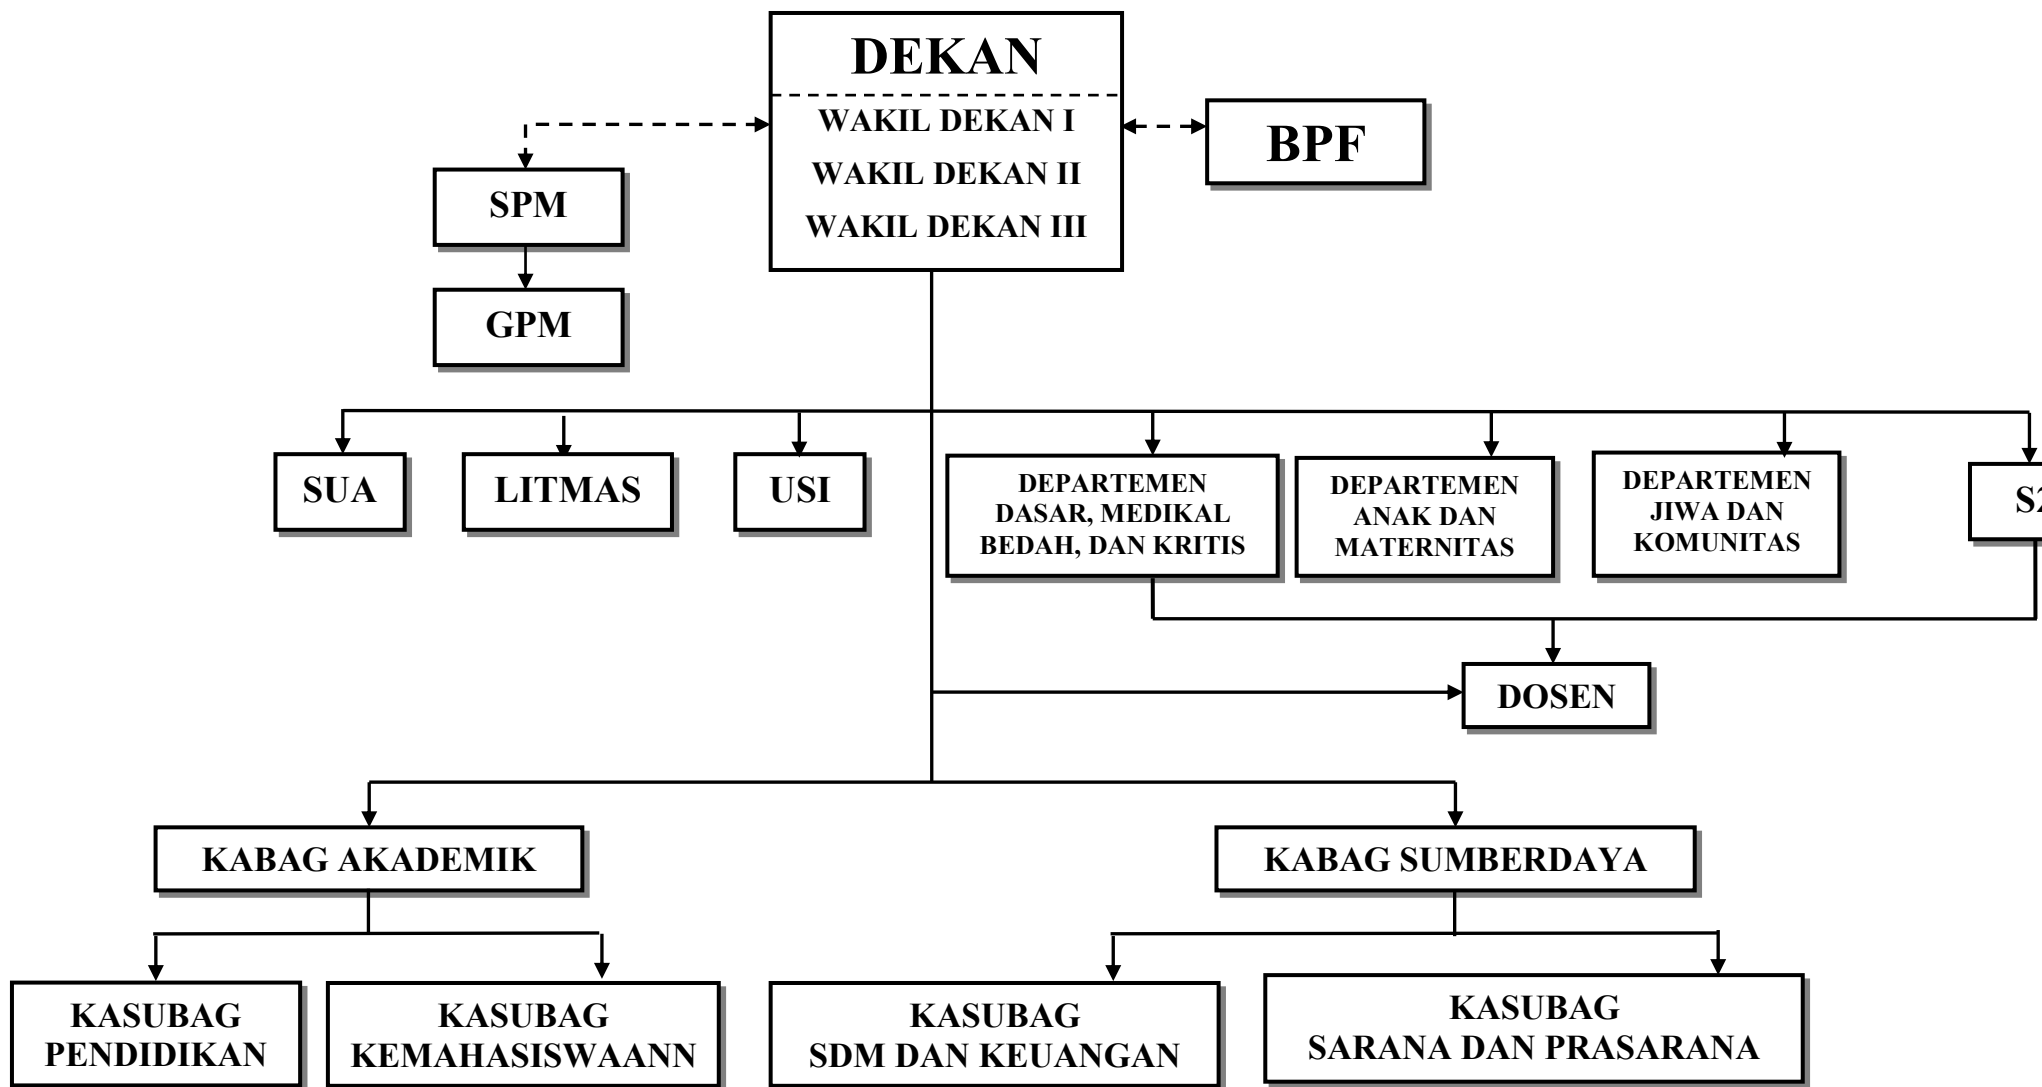 DEKAN
WAKIL DEKAN I
WAKIL DEKAN II
WAKIL DEKAN III
BPF
SPM
GPM
SUA
LITMAS
USI
DEPARTEMEN
DASAR, MEDIKAL
BEDAH, DAN KRITIS
DEPARTEMEN
ANAK DAN
MATERNITAS
DEPARTEMEN
JIWA DAN
KOMUNITAS
S2
DOSEN
KABAG AKADEMIK
KABAG SUMBERDAYA
KASUBAG
PENDIDIKAN
KASUBAG
KEMAHASISWAANN
KASUBAG
SDM DAN KEUANGAN
KASUBAG
SARANA DAN PRASARANA